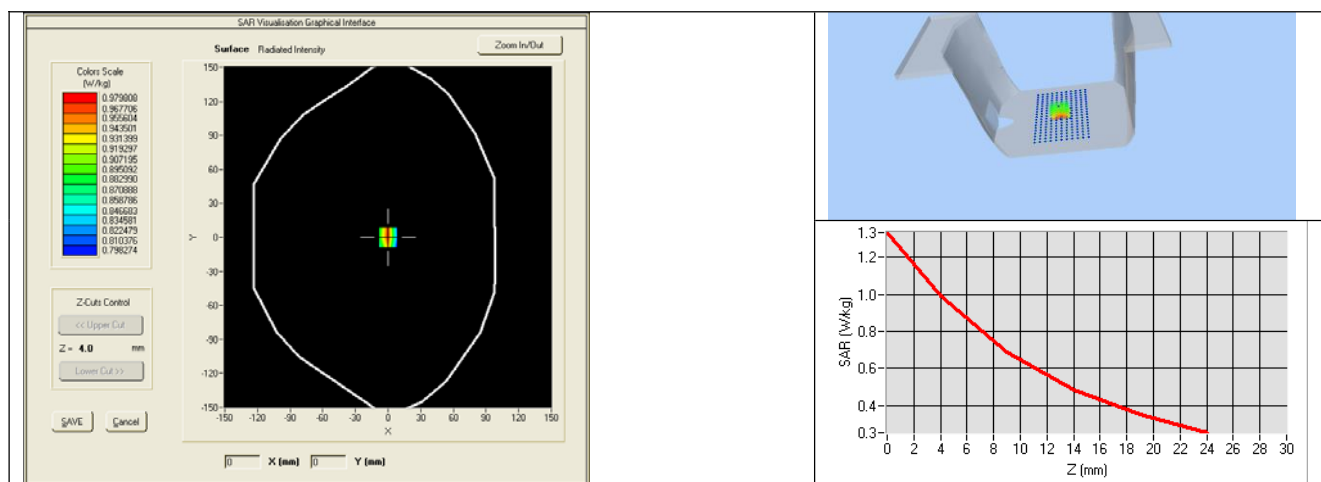 SAR Visualisation Graphical Interface
Surface Radiated Intensity
Zoom In/Out
Colors Scale
(W/kg)
0.979808
0.967706
0.955604
0.943501
0.931399
0.919297
0.907195
0.895092
0.882990
0.870888
0.858786
0.846683
0.834581
0.822479
0.810376
0.798274
Z-Cuts Control
<< Upper Cut
Z = 4.0 mm
Lower Cut >>
SAVE Cancel
150
120
90
60
30
0
-30
-60
-90
-120
-150
Y
-150 -120 -90 -60 -30 0 30 60 90 120 150
X
0 X (mm) 0 Y (mm)
1.3
1.2
1.0
0.8
0.6
0.4
0.3
SAR (W/kg)
0 2 4 6 8 10 12 14 16 18 20 22 24 26 28 30
Z (mm)